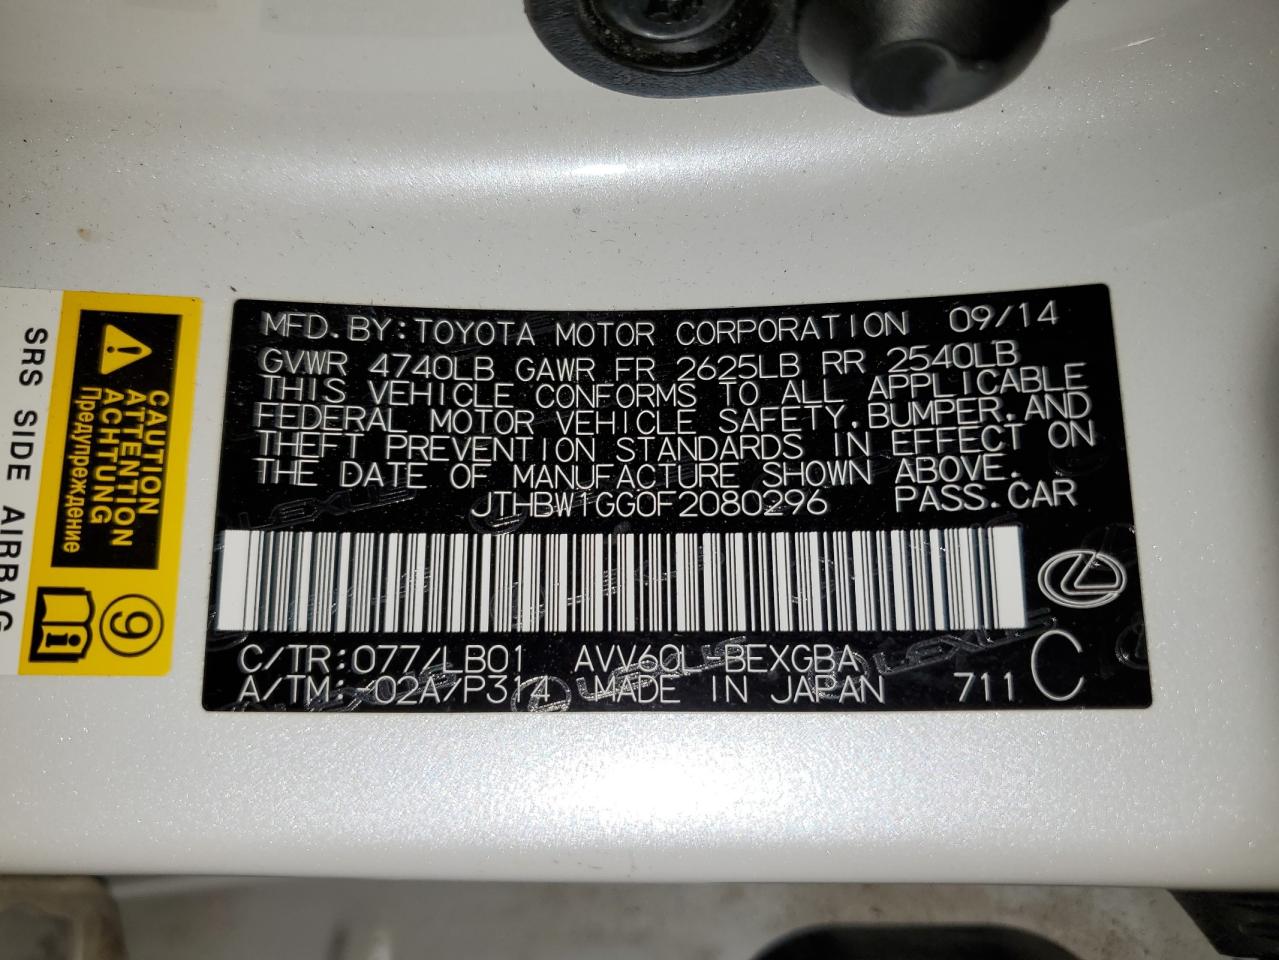 MFD.BY:TOYOTA MOTOR CORPORATION 09/14
GVWR 4740LB GAWR FR 2625LB RR 2540LB
THIS VEHICLE CONFORMS TO ALL APPLICABLE
FEDERAL MOTOR VEHICLE SAFETY.BUMPER.AND
THEFT PREVENTION STANDARDS IN EFFECT ON
THE DATE OF MANUFACTURE SHOWN ABOVE.
JTHBW1GG0F2080296 PASS.CAR
C/TR:077/LB01 AVV60L-BEXGBA
A/TM:-02A/P314 MADE IN JAPAN 711 C
LEXUS
LEXUS
LEXUS
CAUTION
ATTENTION
ACHTUNG
Предупреждение
9
SRS SIDE AIRBAG